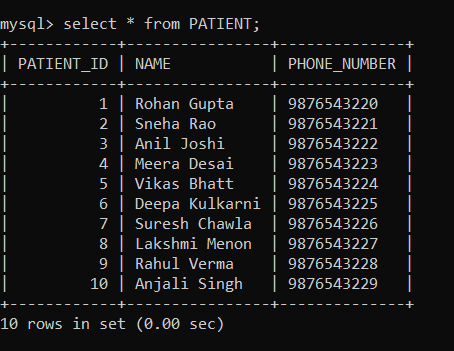 mysql> select * from PATIENT;
+------------+----------------+--------------+
| PATIENT_ID | NAME           | PHONE_NUMBER |
+------------+----------------+--------------+
|          1 | Rohan Gupta    | 9876543220   |
|          2 | Sneha Rao      | 9876543221   |
|          3 | Anil Joshi     | 9876543222   |
|          4 | Meera Desai    | 9876543223   |
|          5 | Vikas Bhatt    | 9876543224   |
|          6 | Deepa Kulkarni | 9876543225   |
|          7 | Suresh Chawla  | 9876543226   |
|          8 | Lakshmi Menon  | 9876543227   |
|          9 | Rahul Verma    | 9876543228   |
|         10 | Anjali Singh   | 9876543229   |
+------------+----------------+--------------+
10 rows in set (0.00 sec)